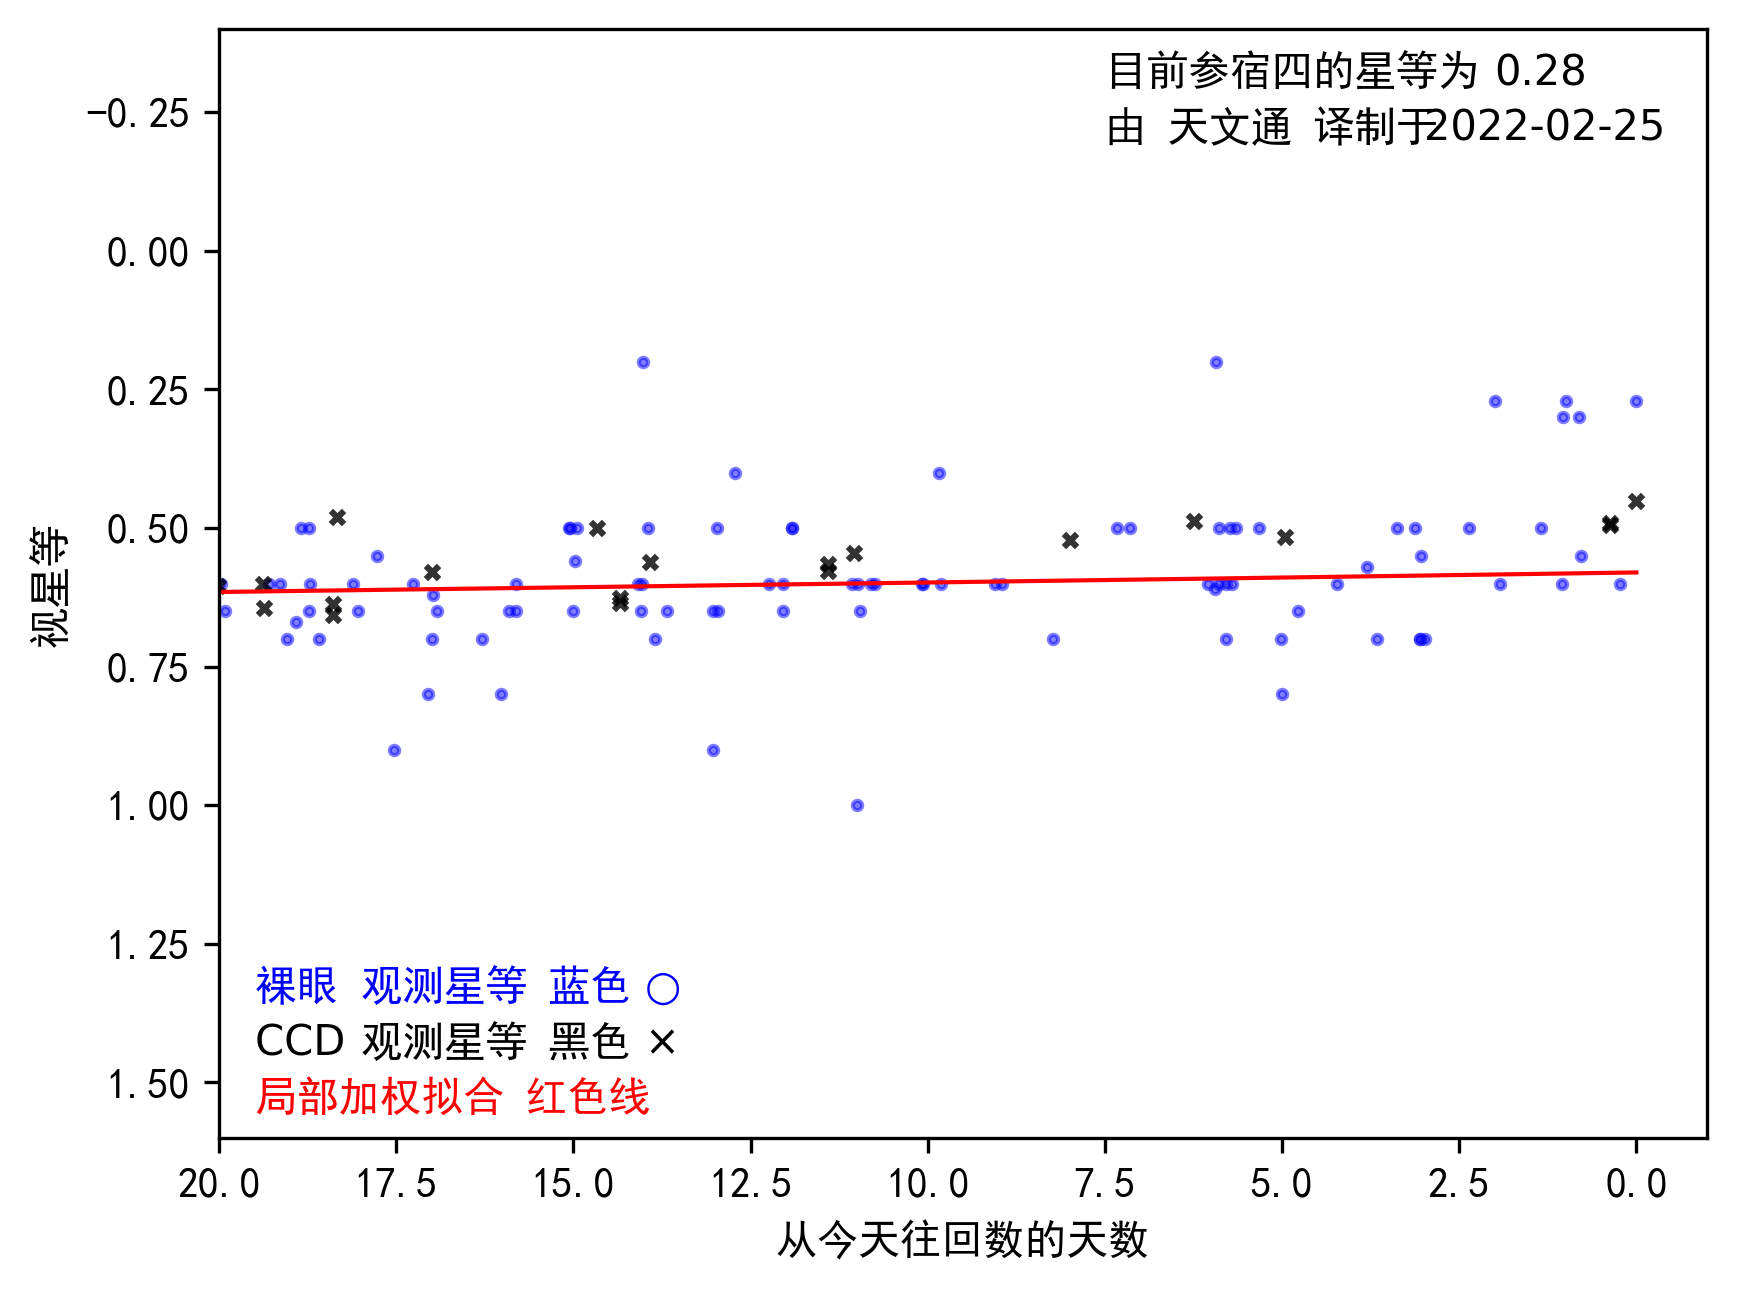 目前参宿四的星等为 0.28
由 天文通 译制于2022-02-25
−0.25
0.00
0.25
0.50
0.75
1.00
1.25
1.50
视星等
裸眼 观测星等 蓝色 ○
CCD 观测星等 黑色 ×
局部加权拟合 红色线
20.0 17.5 15.0 12.5 10.0 7.5 5.0 2.5 0.0
从今天往回数的天数